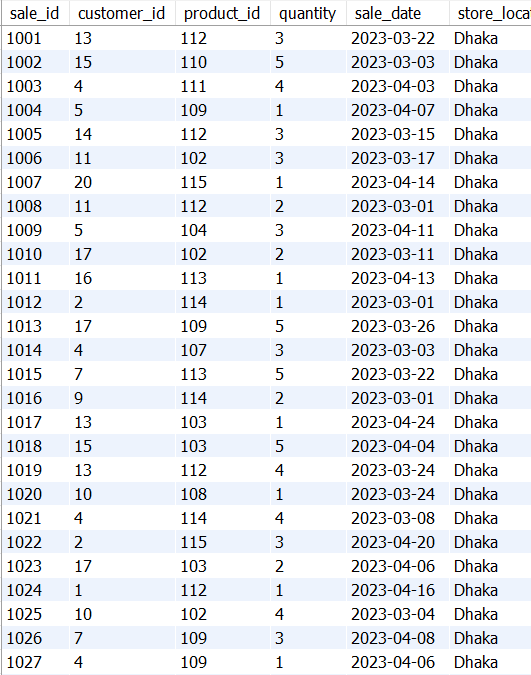 sale_id customer_id product_id quantity sale_date store_locat
1001 13 112 3 2023-03-22 Dhaka
1002 15 110 5 2023-03-03 Dhaka
1003 4 111 4 2023-04-03 Dhaka
1004 5 109 1 2023-04-07 Dhaka
1005 14 112 3 2023-03-15 Dhaka
1006 11 102 3 2023-03-17 Dhaka
1007 20 115 1 2023-04-14 Dhaka
1008 11 112 2 2023-03-01 Dhaka
1009 5 104 3 2023-04-11 Dhaka
1010 17 102 2 2023-03-11 Dhaka
1011 16 113 1 2023-04-13 Dhaka
1012 2 114 1 2023-03-01 Dhaka
1013 17 109 5 2023-03-26 Dhaka
1014 4 107 3 2023-03-03 Dhaka
1015 7 113 5 2023-03-22 Dhaka
1016 9 114 2 2023-03-01 Dhaka
1017 13 103 1 2023-04-24 Dhaka
1018 15 103 5 2023-04-04 Dhaka
1019 13 112 4 2023-03-24 Dhaka
1020 10 108 1 2023-03-24 Dhaka
1021 4 114 4 2023-03-08 Dhaka
1022 2 115 3 2023-04-20 Dhaka
1023 17 103 2 2023-04-06 Dhaka
1024 1 112 1 2023-04-16 Dhaka
1025 10 102 4 2023-03-04 Dhaka
1026 7 109 3 2023-04-08 Dhaka
1027 4 109 1 2023-04-06 Dhaka